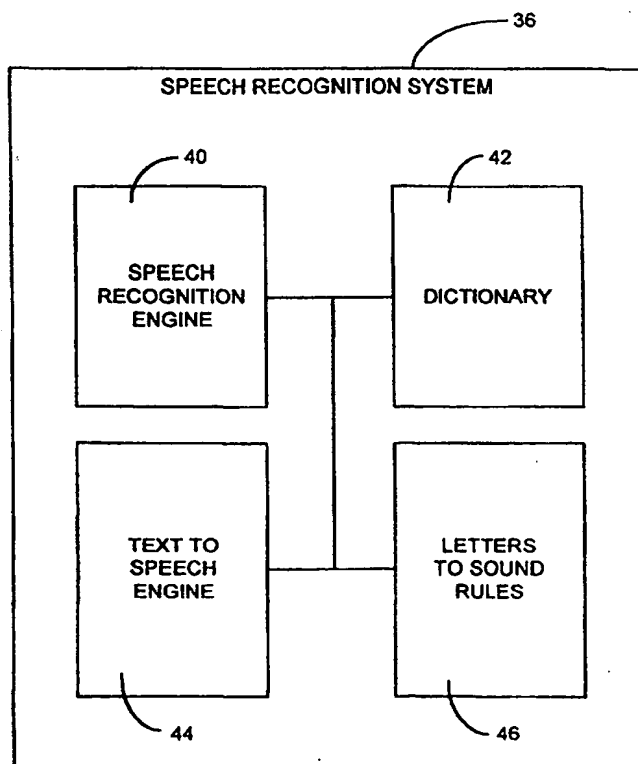 36
SPEECH RECOGNITION SYSTEM
40
42
SPEECH
RECOGNITION
ENGINE
DICTIONARY
TEXT TO
SPEECH
ENGINE
LETTERS
TO SOUND
RULES
44
46